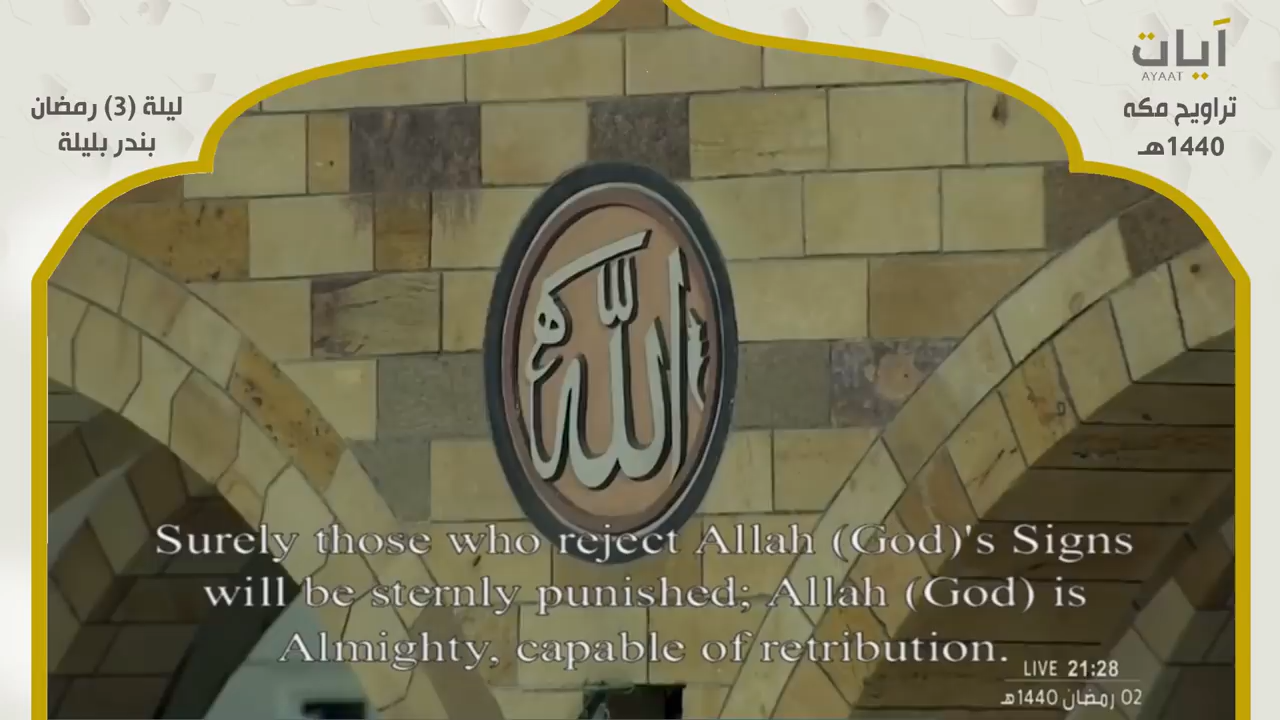 آيات
AYAAT
تراويح مكه
1440هـ
ليلة (3) رمضان
بندر بليلة
الله
Surely those who reject Allah (God)'s Signs
will be sternly punished; Allah (God) is
Almighty, capable of retribution.
LIVE 21:28
02 رمضان 1440هـ